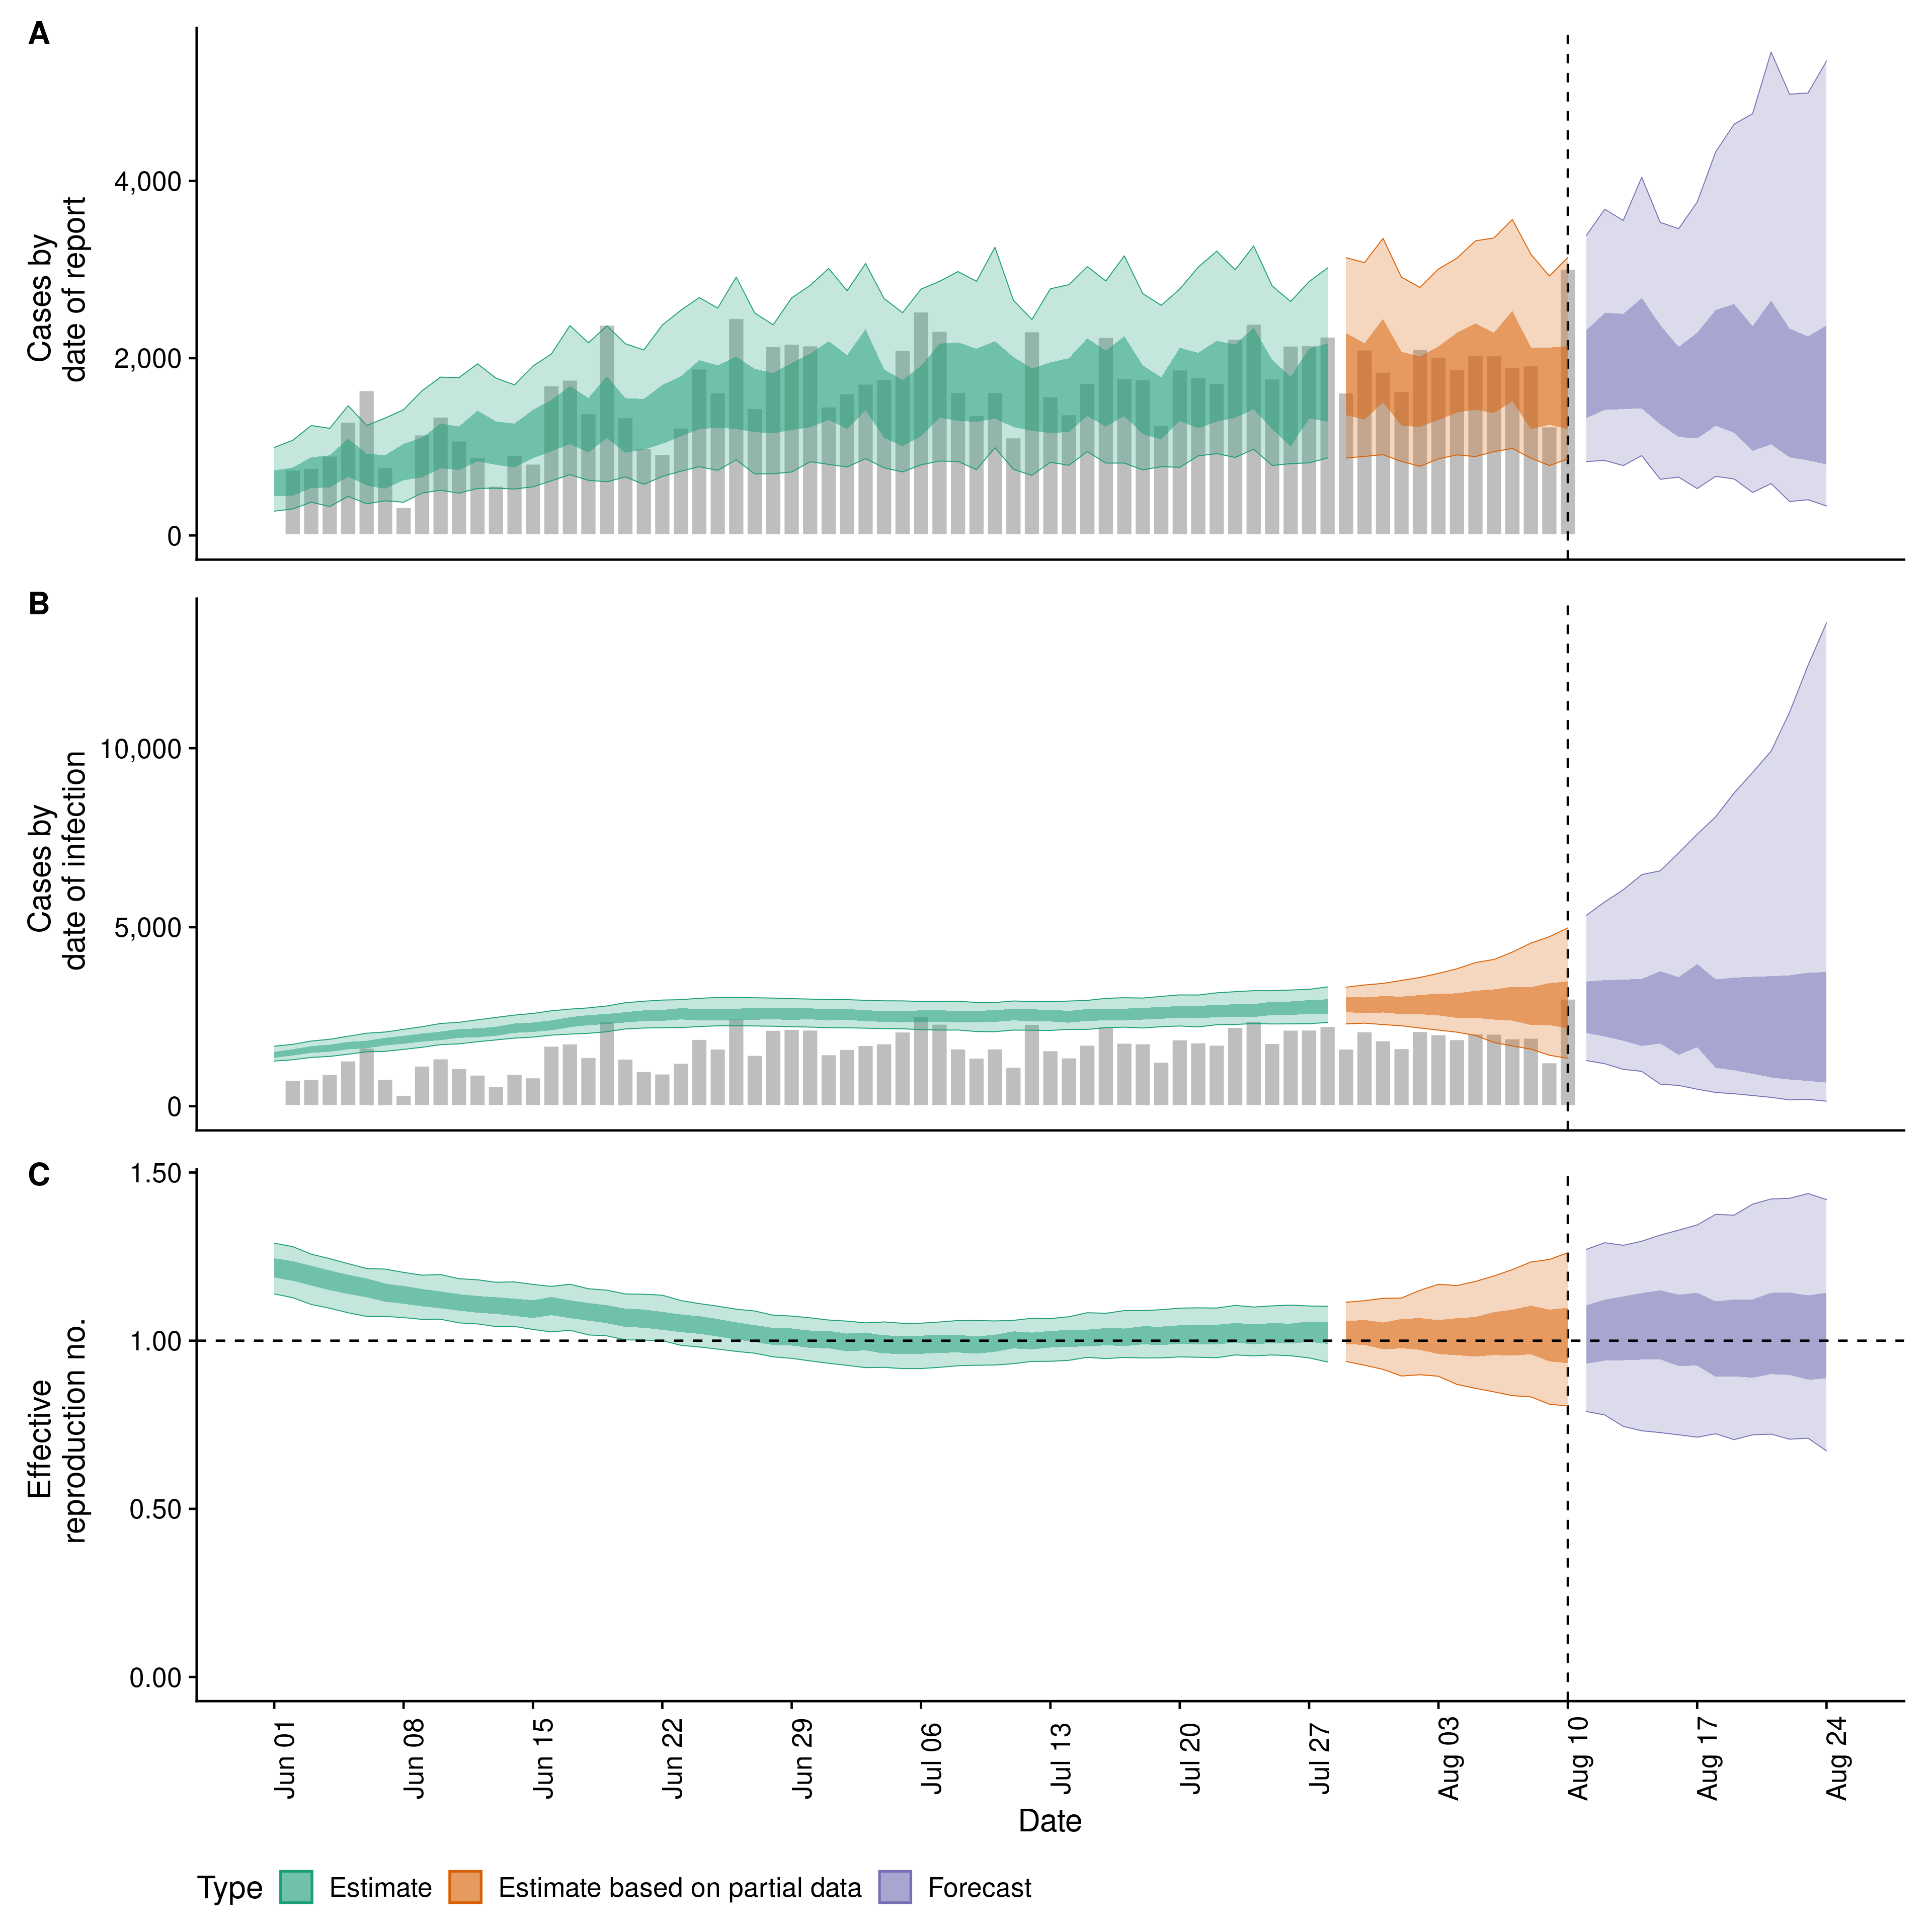 A
Cases by
date of report
4,000
2,000
0
B
Cases by
date of infection
10,000
5,000
0
C
Effective
reproduction no.
1.50
1.00
0.50
0.00
Jun 01
Jun 08
Jun 15
Jun 22
Jun 29
Jul 06
Jul 13
Jul 20
Jul 27
Aug 03
Aug 10
Aug 17
Aug 24
Date
Type Estimate Estimate based on partial data Forecast